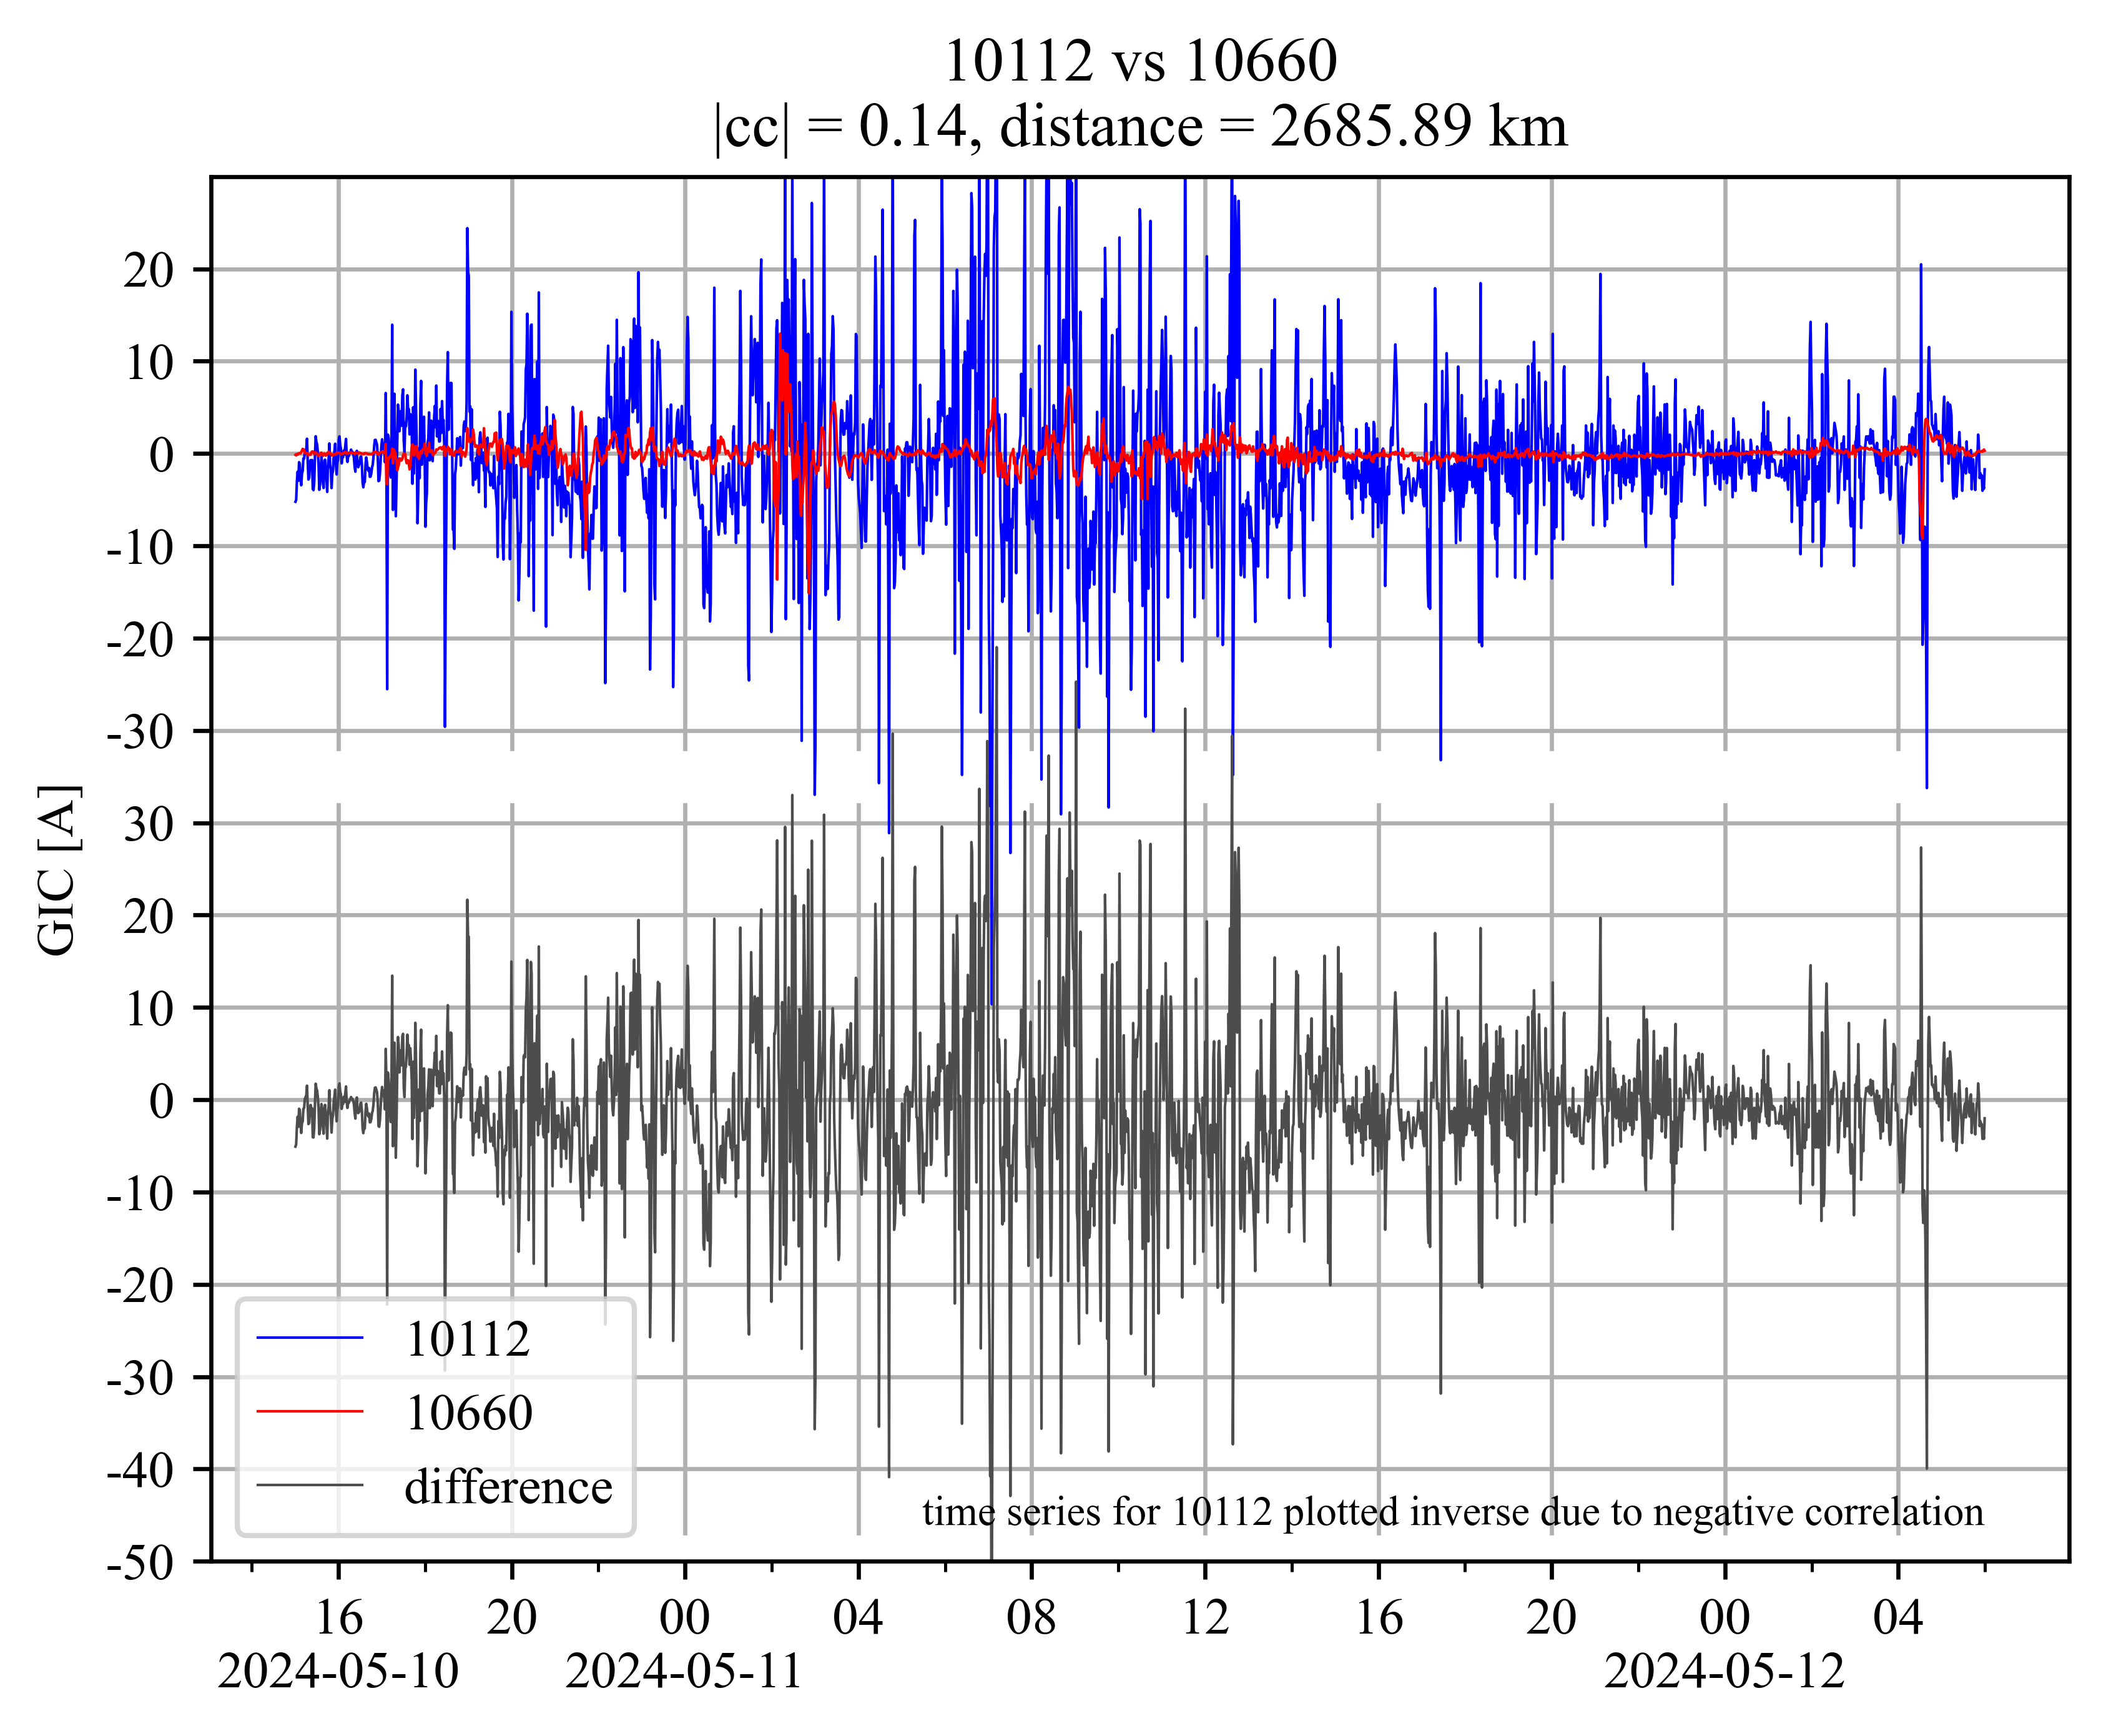 10112 vs 10660
|cc| = 0.14, distance = 2685.89 km
GIC [A]
20
10
0
-10
-20
-30
30
20
10
0
-10
-20
-30
-40
-50
10112
10660
difference
time series for 10112 plotted inverse due to negative correlation
16 20 00 04 08 12 16 20 00 04
2024-05-10 2024-05-11 2024-05-12